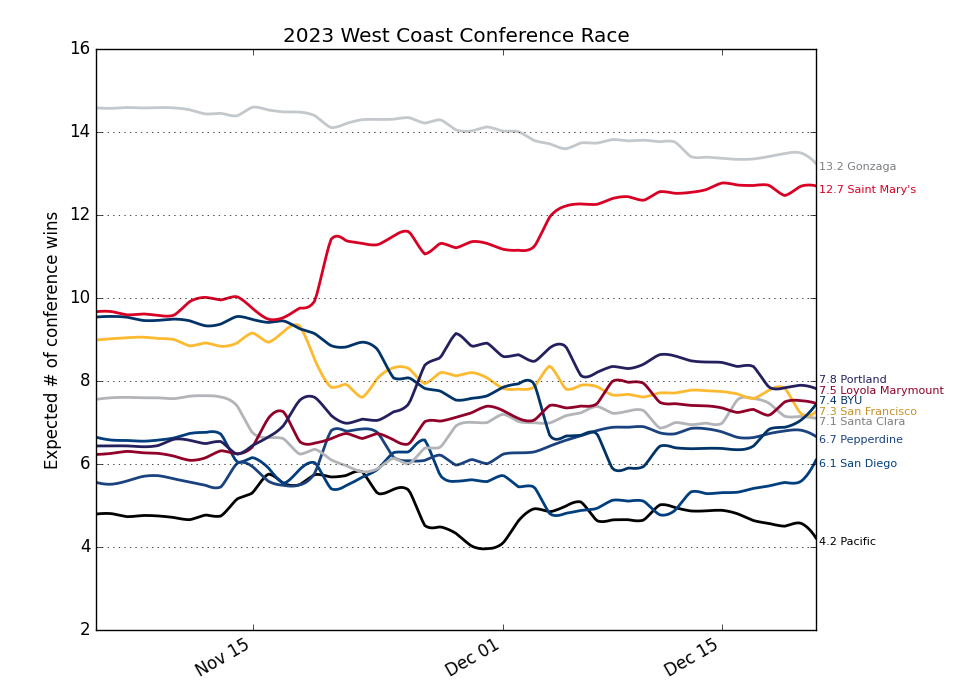 2023 West Coast Conference Race
Expected # of conference wins
16
14
12
10
8
6
4
2
Nov 15
Dec 01
Dec 15
13.2 Gonzaga
12.7 Saint Mary's
7.8 Portland
7.5 Loyola Marymount
7.4 BYU
7.3 San Francisco
7.1 Santa Clara
6.7 Pepperdine
6.1 San Diego
4.2 Pacific